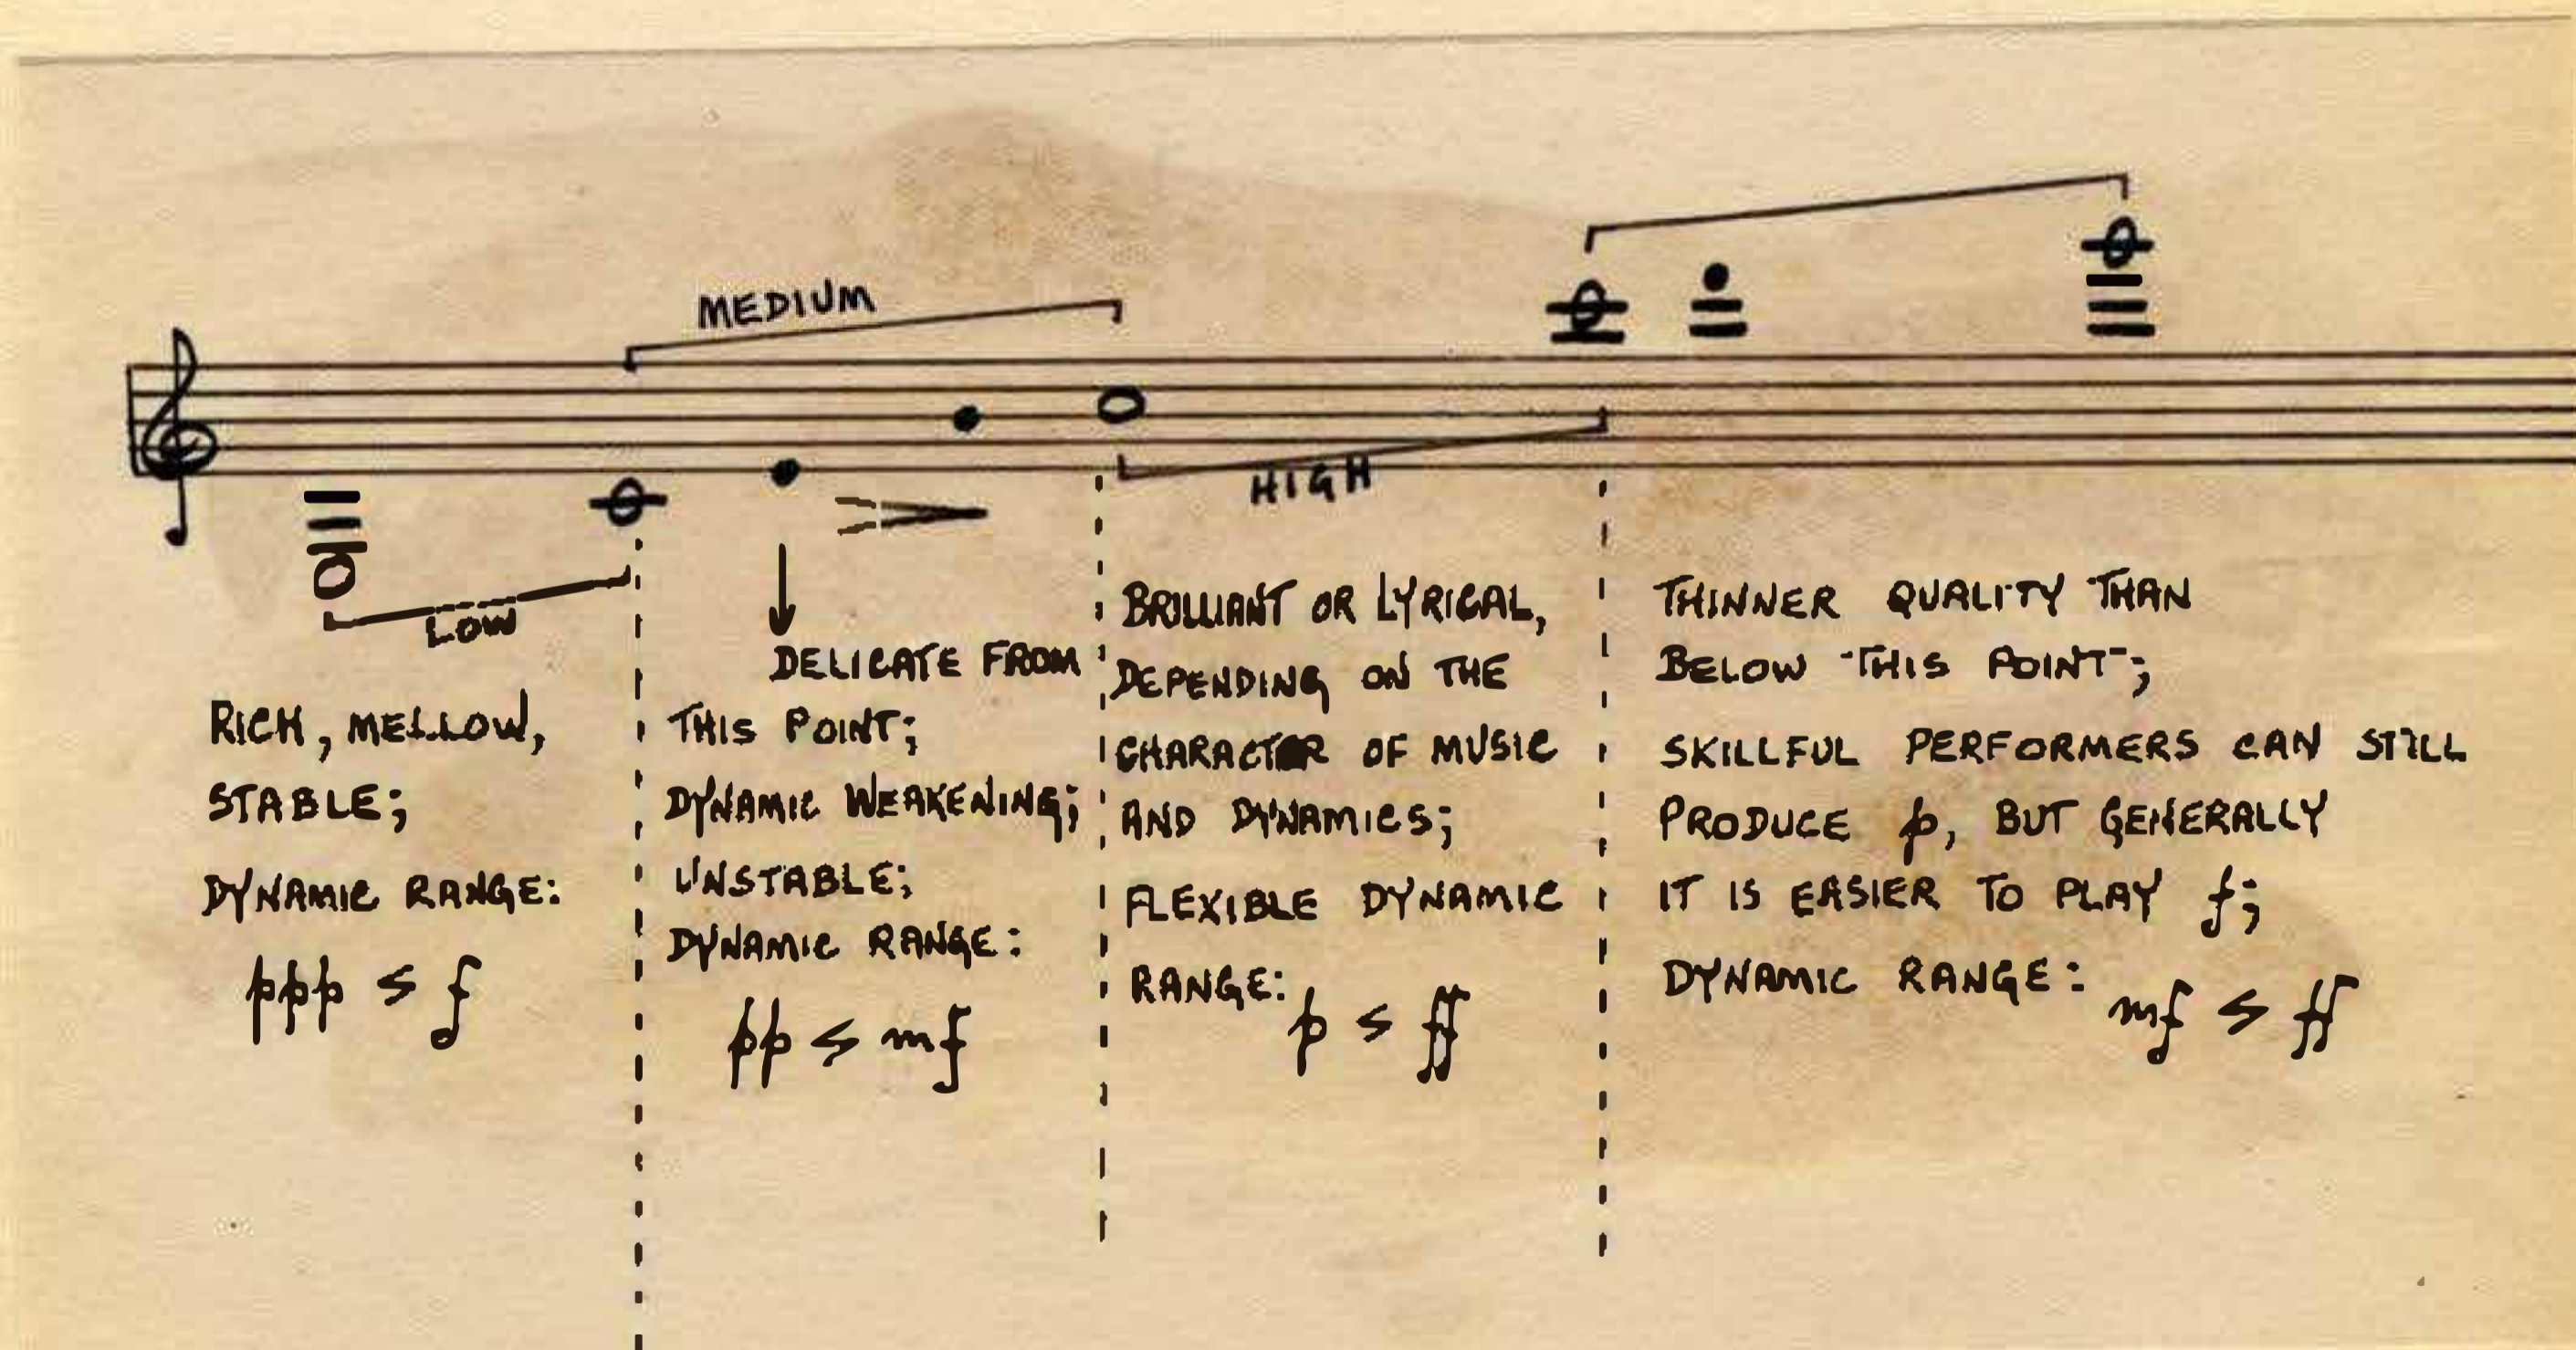 MEDIUM
HIGH
LOW
RICH, MELLOW,
STABLE;
DYNAMIC RANGE:
ppp ≶ f
DELICATE FROM
THIS POINT;
DYNAMIC WEAKENING;
UNSTABLE;
DYNAMIC RANGE:
pp ≶ mf
BRILLIANT OR LYRICAL,
DEPENDING ON THE
CHARACTER OF MUSIC
AND DYNAMICS;
FLEXIBLE DYNAMIC
RANGE: p ≶ ff
THINNER QUALITY THAN
BELOW THIS POINT;
SKILLFUL PERFORMERS CAN STILL
PRODUCE p, BUT GENERALLY
IT IS EASIER TO PLAY f;
DYNAMIC RANGE: mf ≶ ff